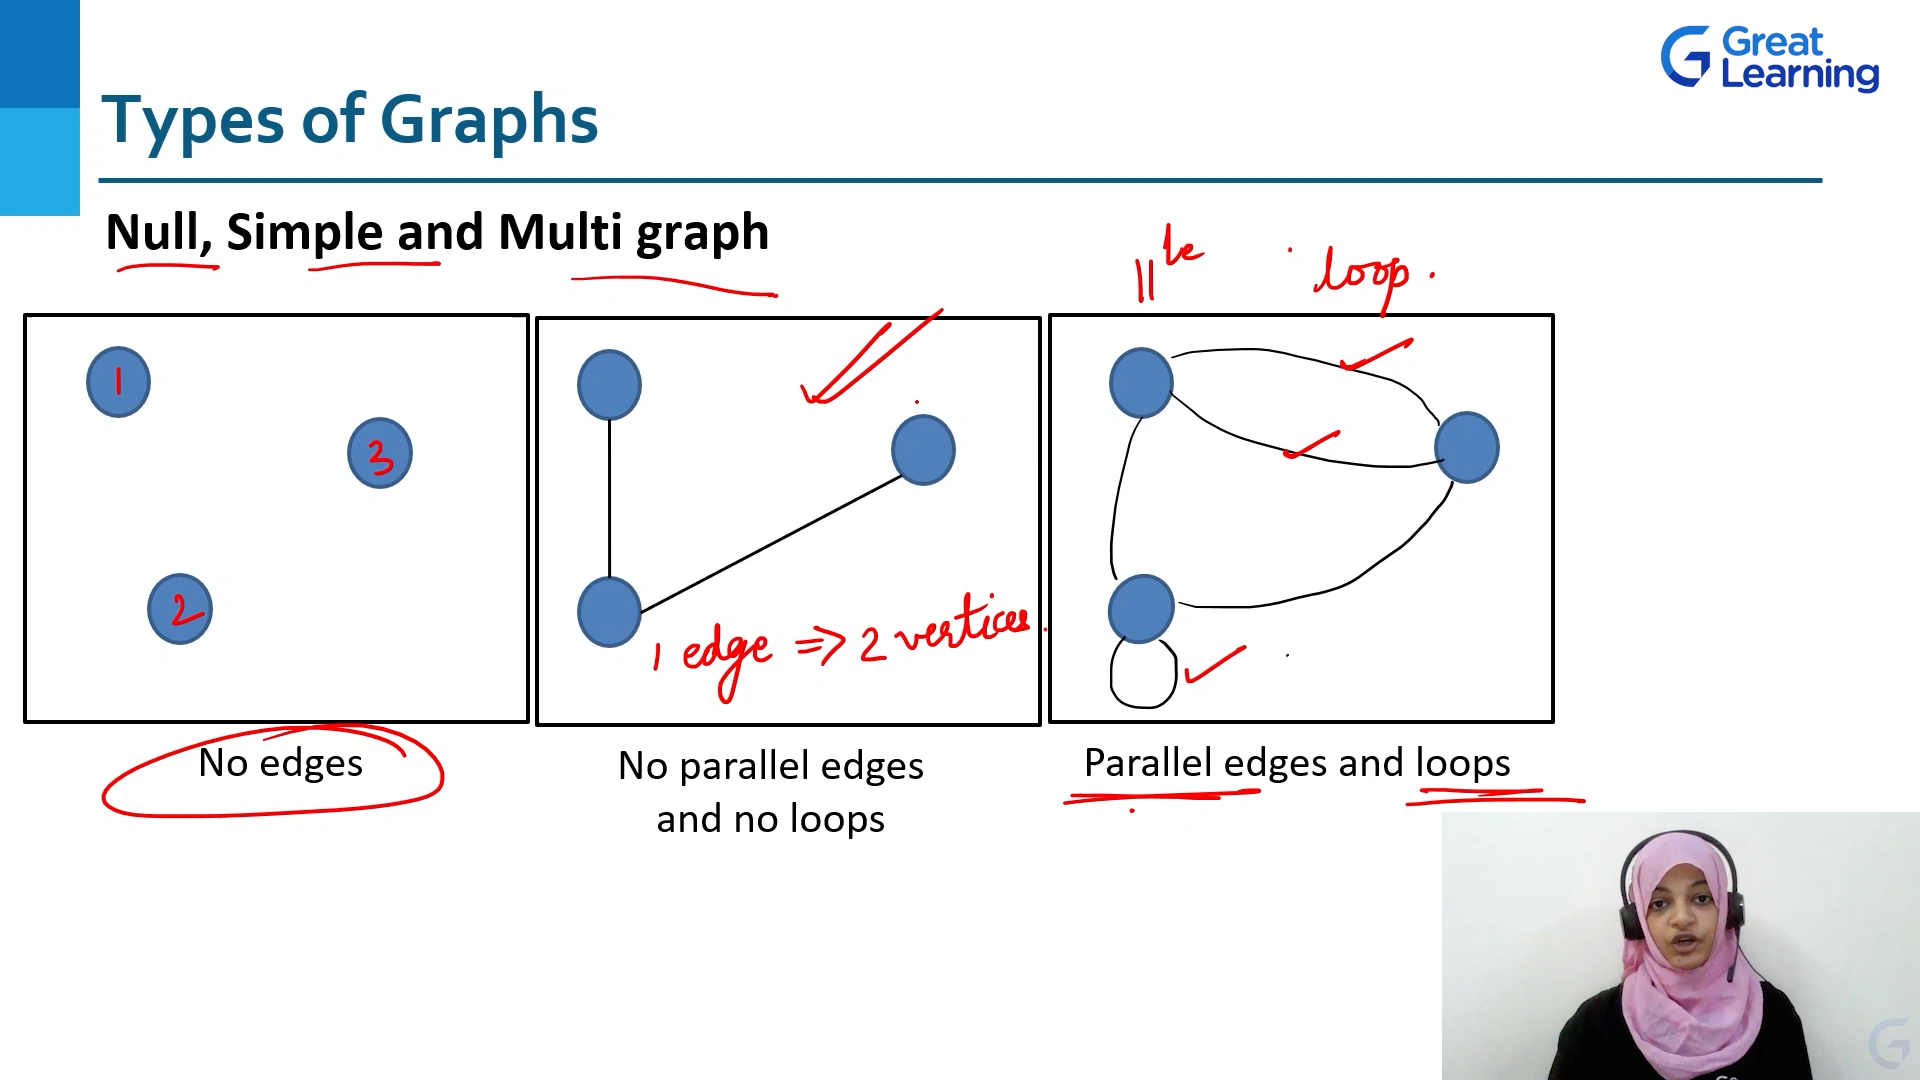 Great
Learning
Types of Graphs
Null, Simple and Multi graph
||le
loop.
1
3
2
1 edge => 2 vertices.
No edges
No parallel edges
and no loops
Parallel edges and loops